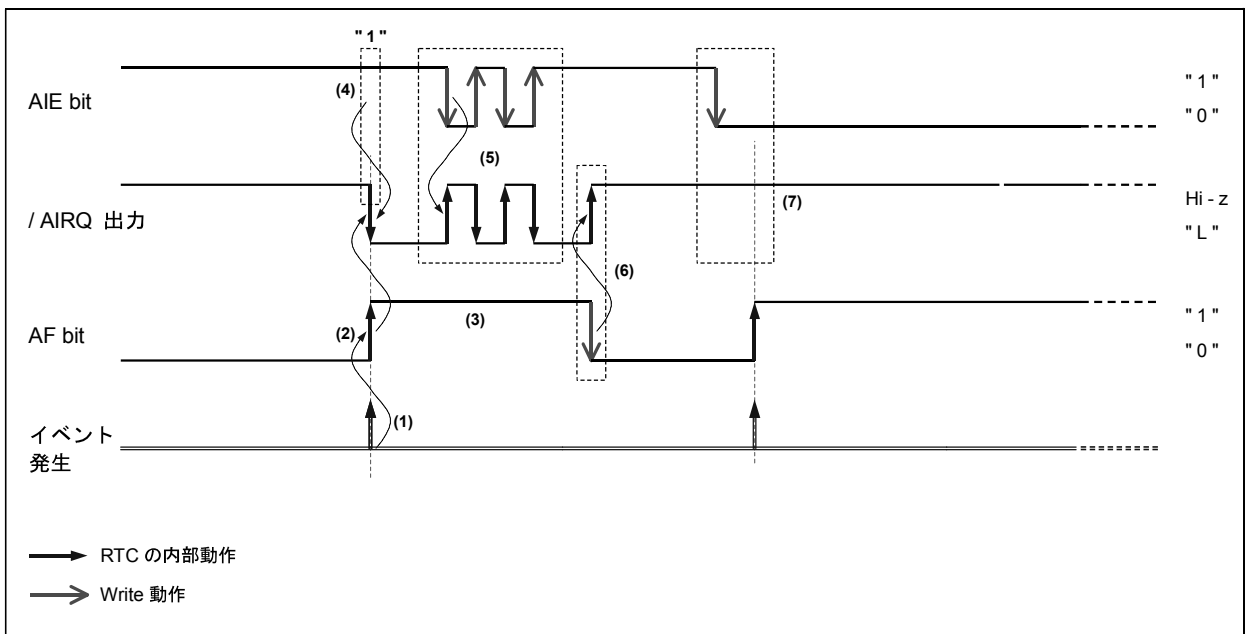 " 1 "
AIE bit
(4)
(5)
" 1 "
" 0 "
/ AIRQ 出力
(7)
Hi - z
" L "
(6)
AF bit
(2)
(3)
" 1 "
" 0 "
(1)
イベント
発生
RTC の内部動作
Write 動作